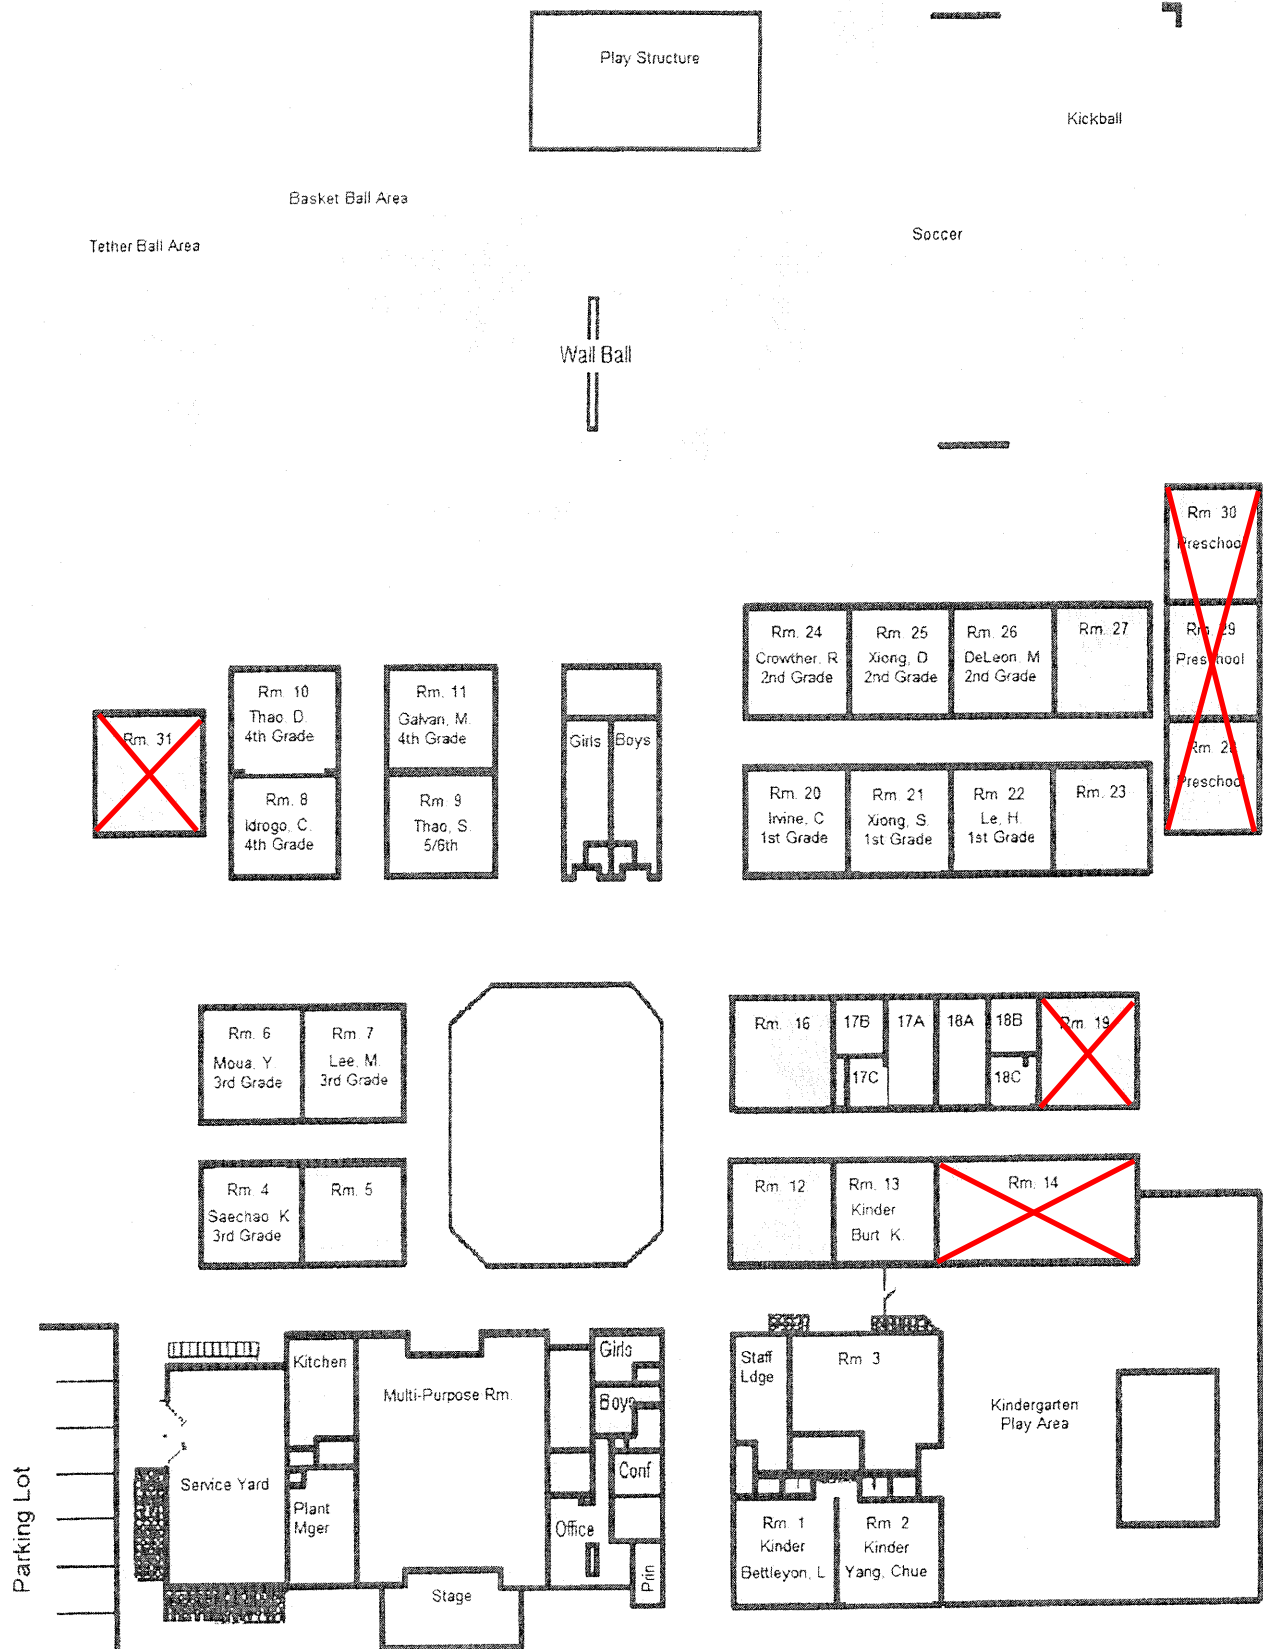 Play Structure
Kickball
Basket Ball Area
Tether Ball Area
Soccer
Wall Ball
Rm. 30
Preschool
Rm. 29
Preschool
Rm. 28
Preschool
Rm. 24
Crowther, R
2nd Grade
Rm. 25
Xiong, D
2nd Grade
Rm. 26
DeLeon, M
2nd Grade
Rm. 27
Rm. 31
Rm. 10
Thao, D.
4th Grade
Rm. 11
Galvan, M.
4th Grade
Girls
Boys
Rm. 8
Idrogo, C.
4th Grade
Rm. 9
Thao, S.
5/6th
Rm. 20
Irvine, C
1st Grade
Rm. 21
Xiong, S.
1st Grade
Rm. 22
Le, H.
1st Grade
Rm. 23
Rm. 6
Moua, Y.
3rd Grade
Rm. 7
Lee, M.
3rd Grade
Rm. 16
17B
17C
17A
18A
18B
18C
Rm. 19
Rm. 4
Saechao, K
3rd Grade
Rm. 5
Rm. 12
Rm. 13
Kinder
Burt K.
Rm. 14
Kitchen
Multi-Purpose Rm.
Girls
Boys
Conf
Office
Prin
Staff
Ldge
Rm 3
Kindergarten
Play Area
Service Yard
Plant
Mger
Stage
Parking Lot
Rm. 1
Kinder
Bettleyon, L
Rm. 2
Kinder
Yang, Chue